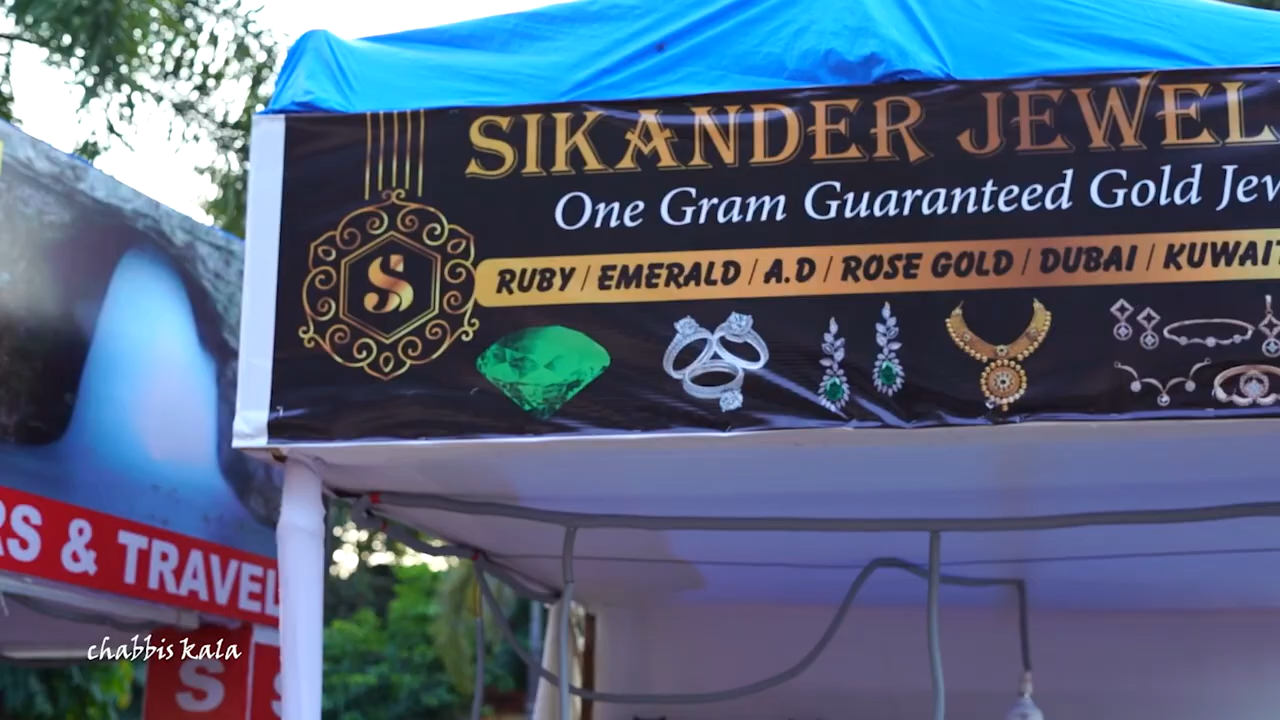 SIKANDER JEWEL
One Gram Guaranteed Gold Jew
RUBY / EMERALD / A.D / ROSE GOLD / DUBAI / KUWAIT
S
RS & TRAVEL
chabbis kala
S
S